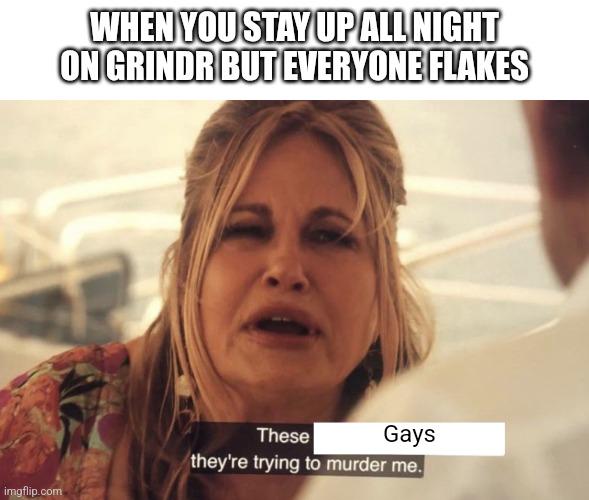 WHEN YOU STAY UP ALL NIGHT
ON GRINDR BUT EVERYONE FLAKES
These Gays
they're trying to murder me.
imgflip.com